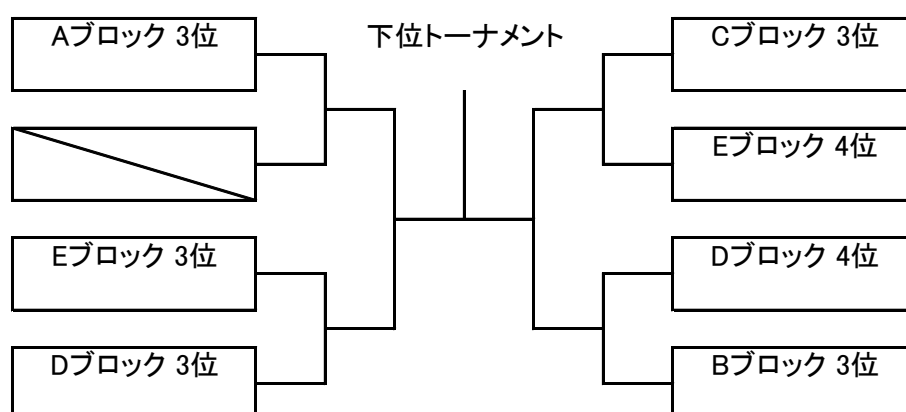 下位トーナメント
Aブロック 3位
Eブロック 3位
Dブロック 3位
Cブロック 3位
Eブロック 4位
Dブロック 4位
Bブロック 3位